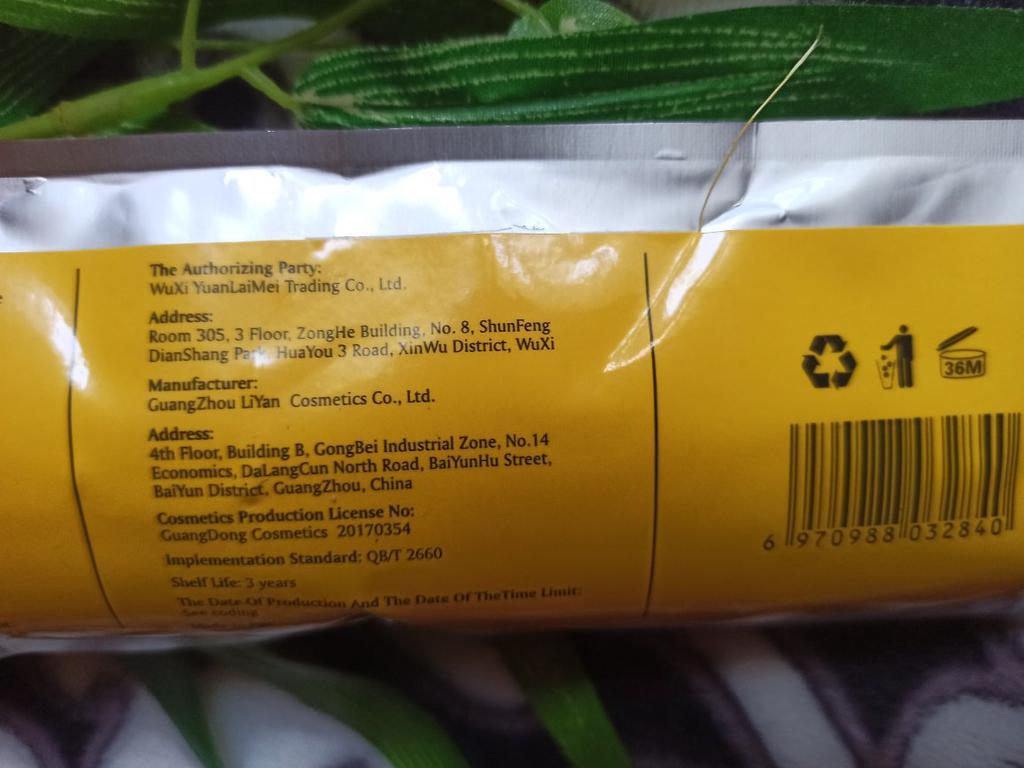 The Authorizing Party:
WuXi YuanLaiMei Trading Co., Ltd.
Address:
Room 305, 3 Floor, ZongHe Building, No. 8, ShunFeng
DianShang Park, HuaYou 3 Road, XinWu District, WuXi
Manufacturer:
GuangZhou LiYan Cosmetics Co., Ltd.
Address:
4th Floor, Building B, GongBei Industrial Zone, No.14
Economics, DaLangCun North Road, BaiYunHu Street,
BaiYun District, GuangZhou, China
Cosmetics Production License No:
GuangDong Cosmetics 20170354
Implementation Standard: QB/T 2660
Shelf Life: 3 years
The Date Of Production And The Date Of TheTime Limit:
See coding
36M
6 970988 032840